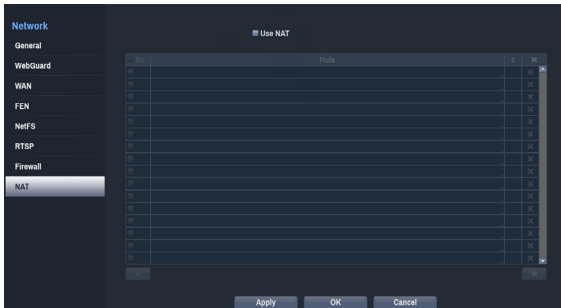 Network
General
WebGuard
WAN
FEN
NetFS
RTSP
Firewall
NAT
Use NAT
No. Rule
Apply OK Cancel